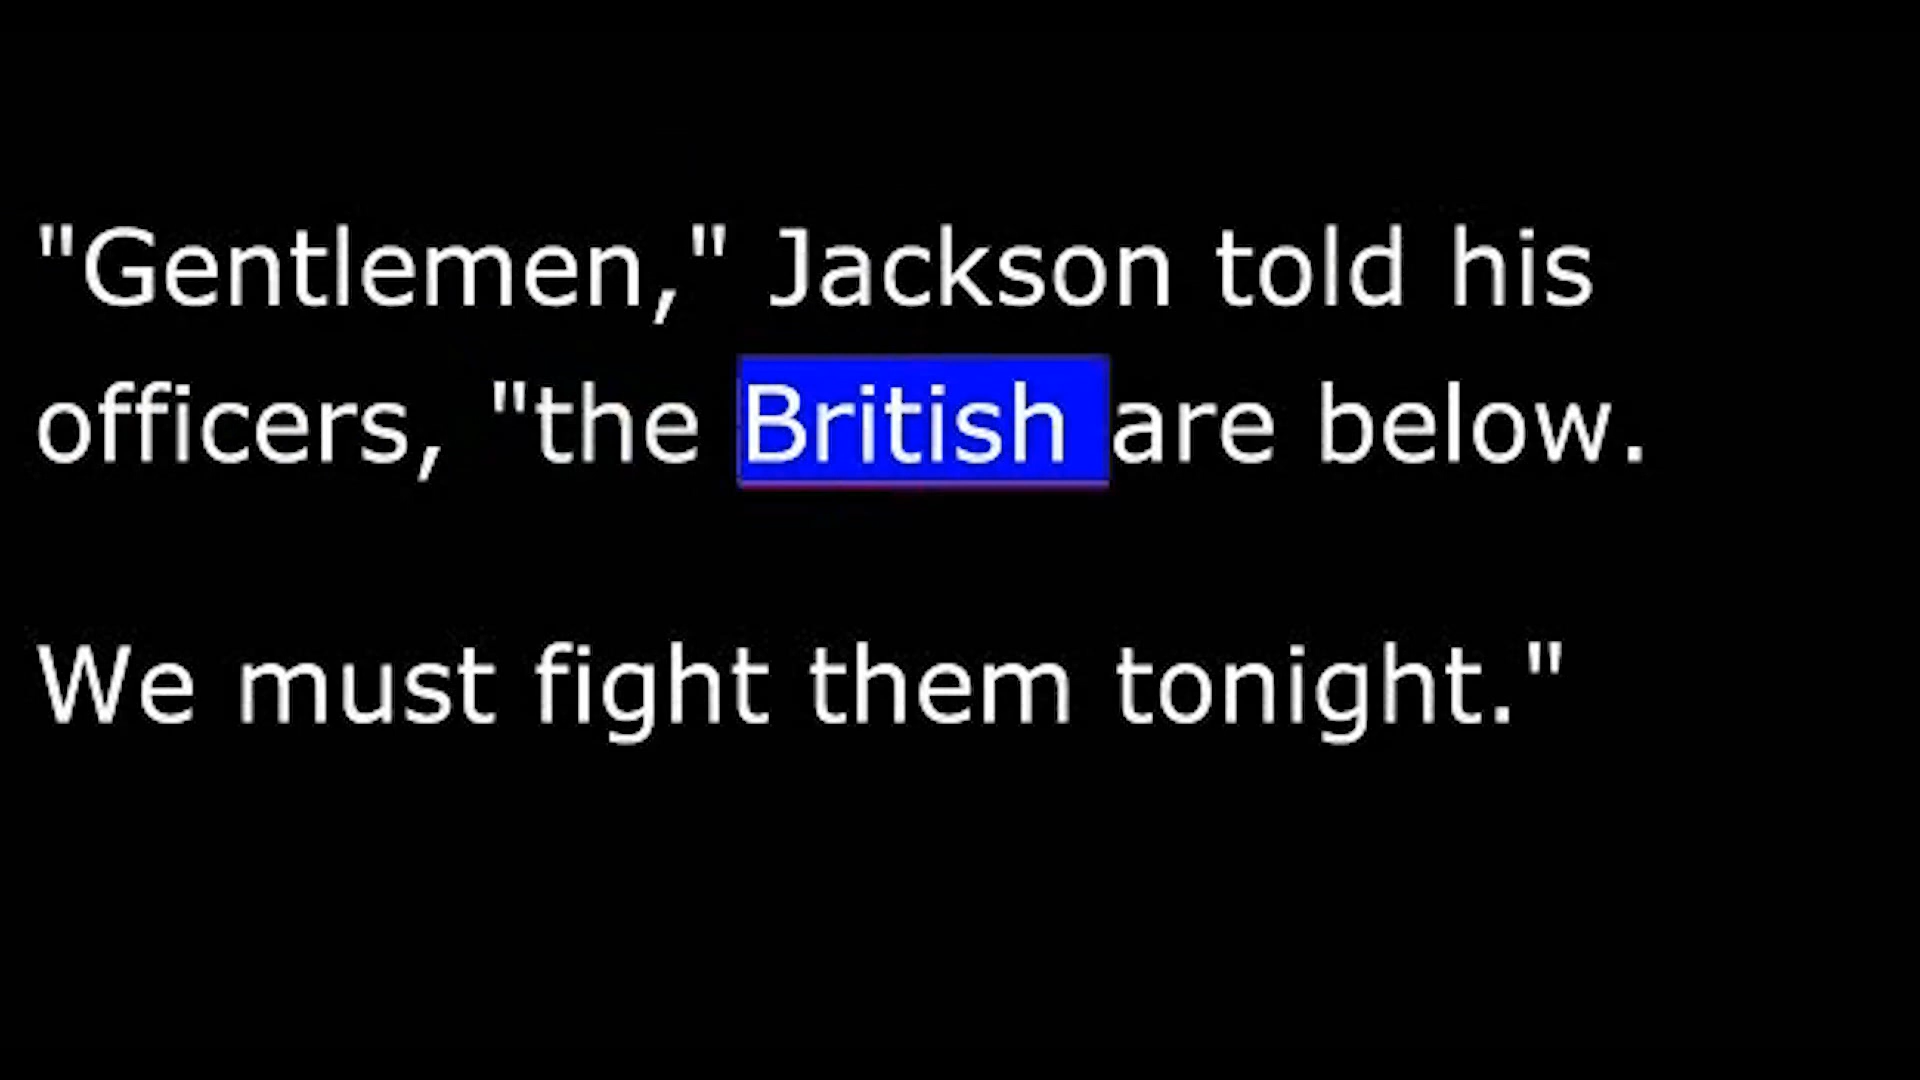 "Gentlemen," Jackson told his
officers, "the British are below.
We must fight them tonight."